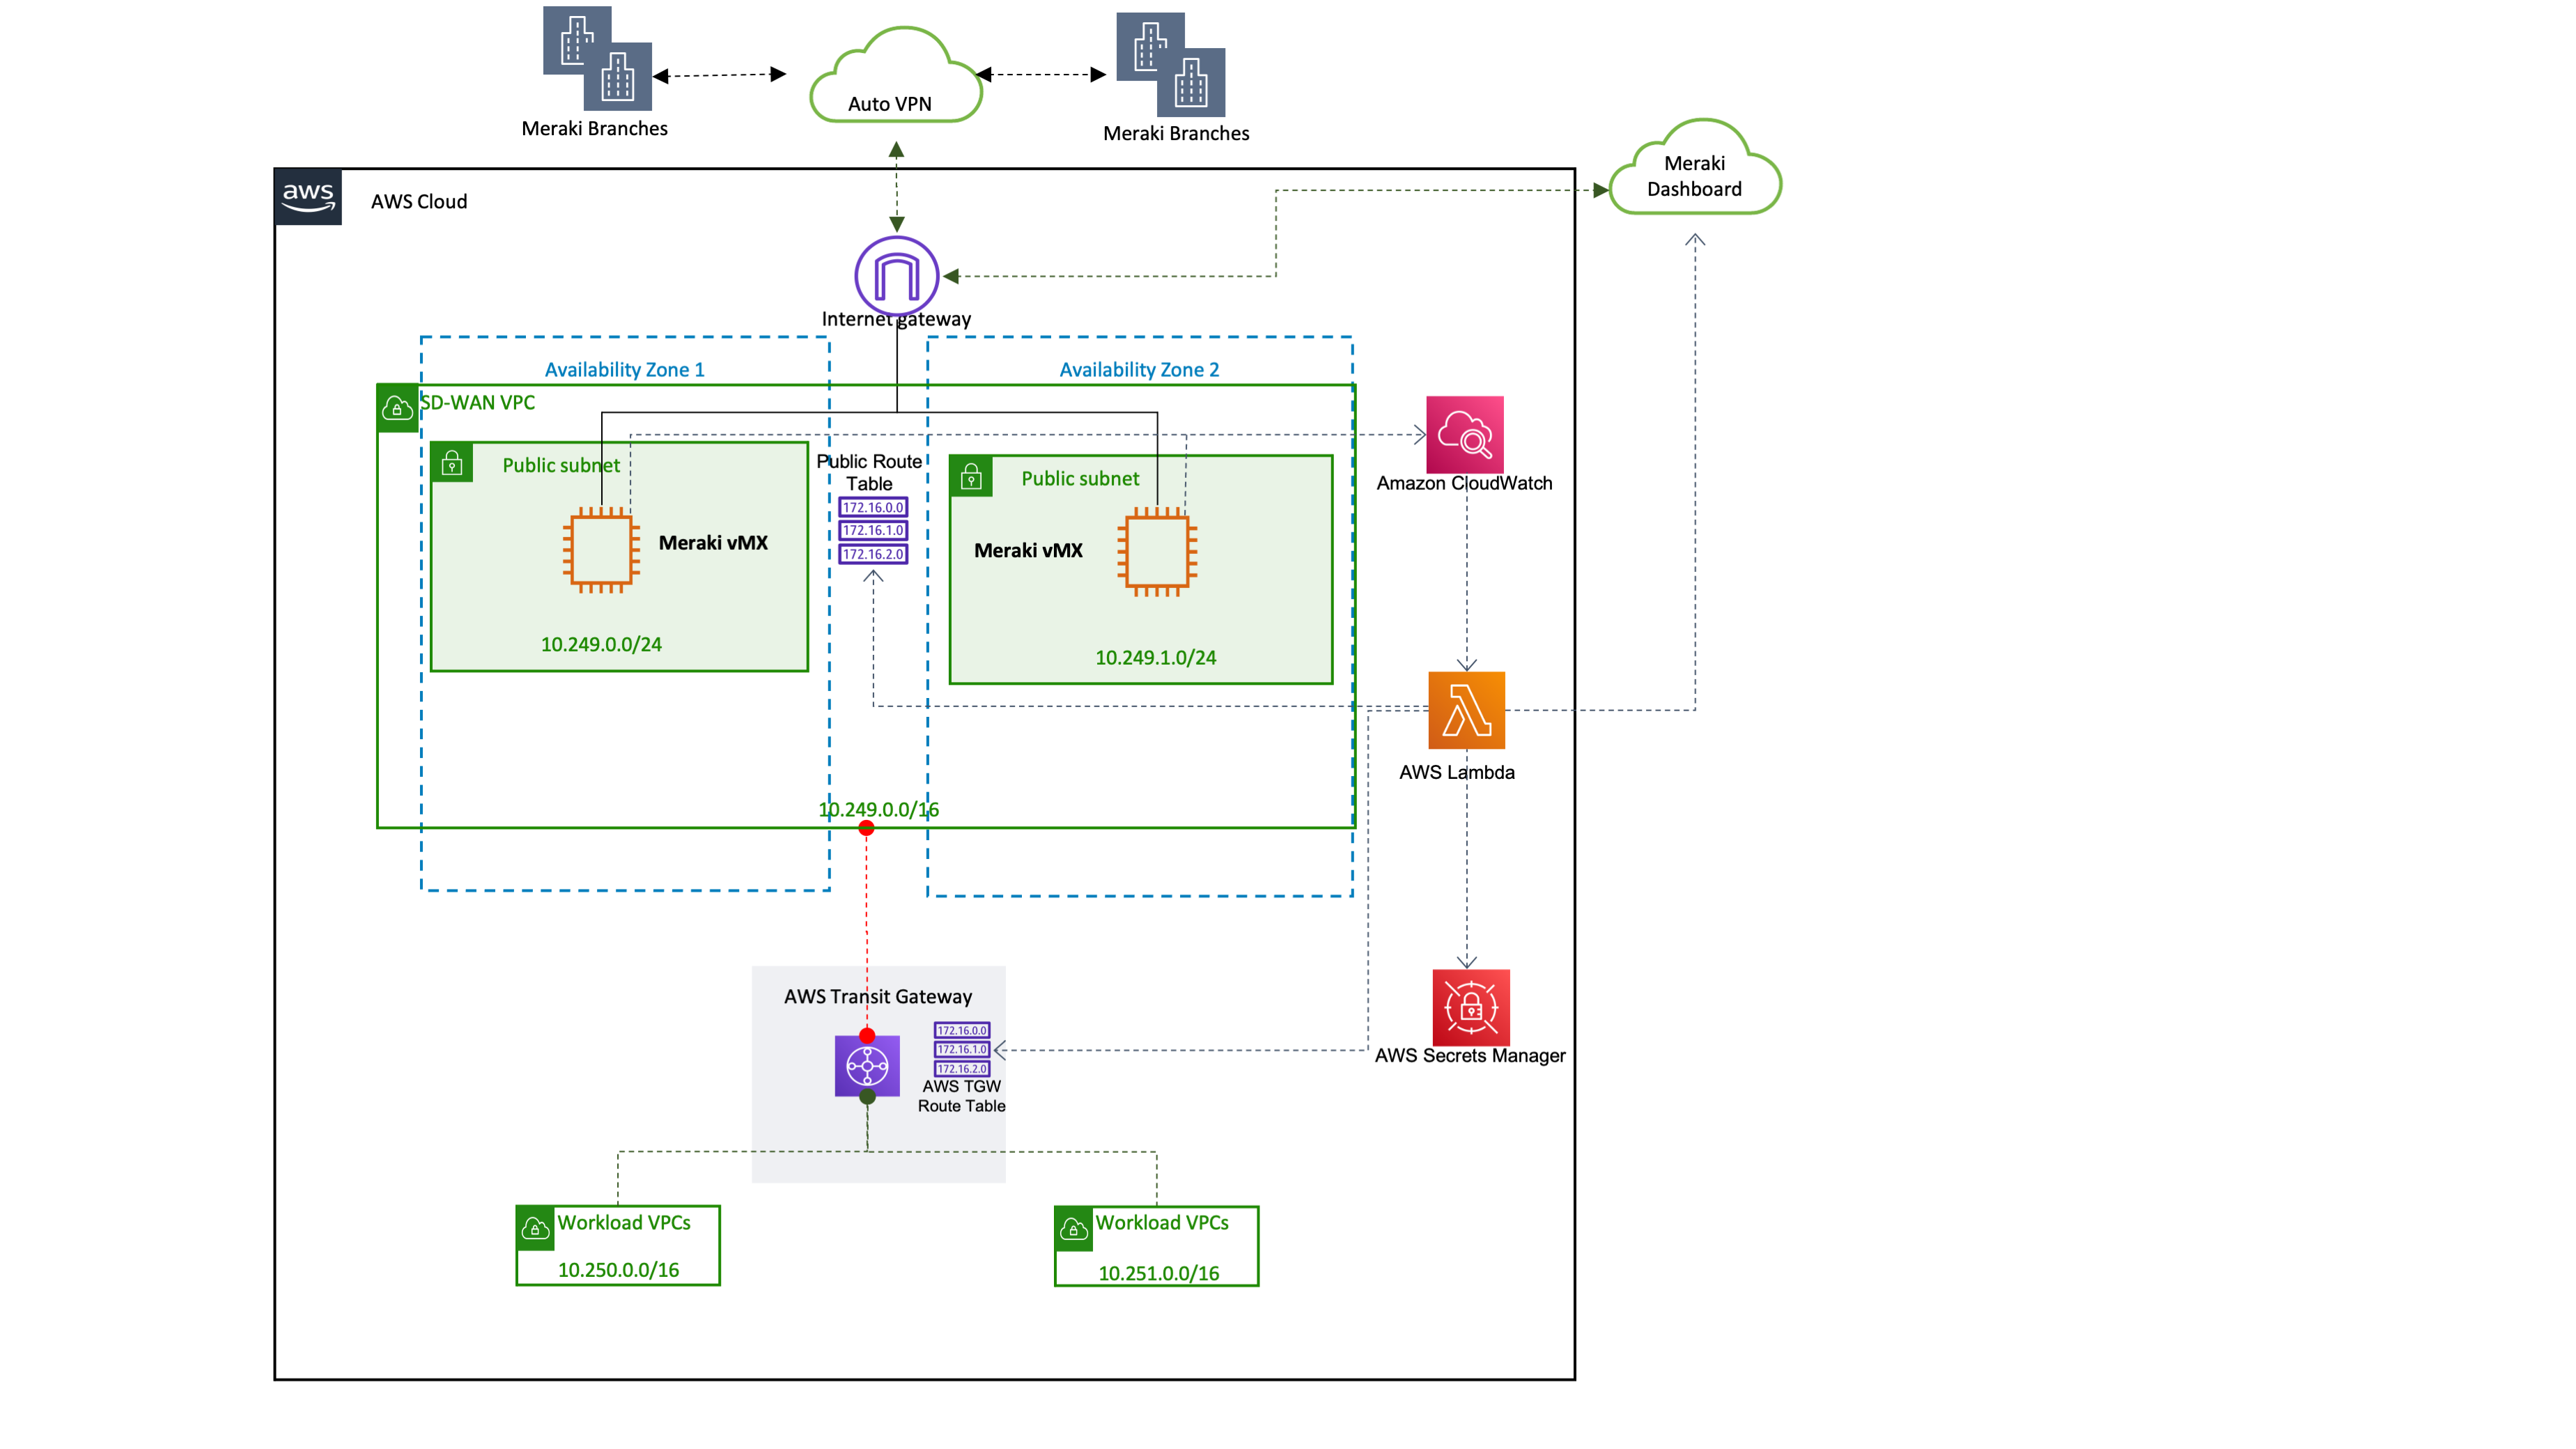 Auto VPN
Meraki Branches
Meraki Branches
Meraki
Dashboard
aws
AWS Cloud
Internet gateway
Availability Zone 1
Availability Zone 2
SD-WAN VPC
Public subnet
Public Route
Table
172.16.0.0
172.16.1.0
172.16.2.0
Public subnet
Amazon CloudWatch
Meraki vMX
Meraki vMX
10.249.0.0/24
10.249.1.0/24
AWS Lambda
10.249.0.0/16
AWS Transit Gateway
172.16.0.0
172.16.1.0
172.16.2.0
AWS TGW
Route Table
AWS Secrets Manager
Workload VPCs
10.250.0.0/16
Workload VPCs
10.251.0.0/16